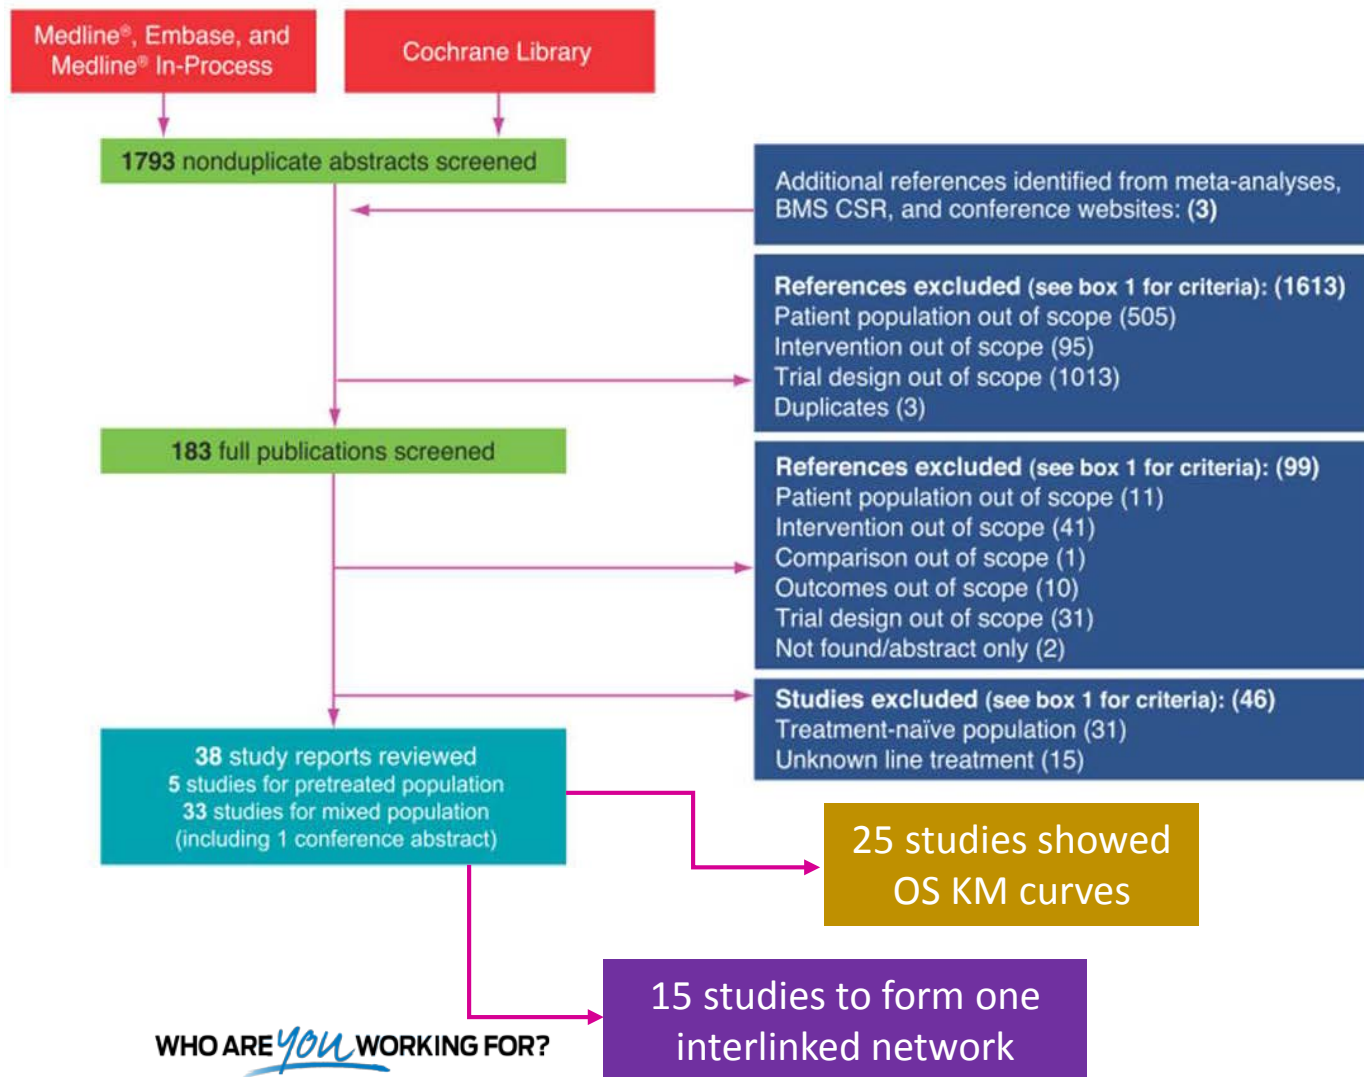 Medline®, Embase, and
Medline® In-Process
Cochrane Library
1793 nonduplicate abstracts screened
Additional references identified from meta-analyses,
BMS CSR, and conference websites: (3)
References excluded (see box 1 for criteria): (1613)
Patient population out of scope (505)
Intervention out of scope (95)
Trial design out of scope (1013)
Duplicates (3)
183 full publications screened
References excluded (see box 1 for criteria): (99)
Patient population out of scope (11)
Intervention out of scope (41)
Comparison out of scope (1)
Outcomes out of scope (10)
Trial design out of scope (31)
Not found/abstract only (2)
Studies excluded (see box 1 for criteria): (46)
Treatment-naïve population (31)
Unknown line treatment (15)
38 study reports reviewed
5 studies for pretreated population
33 studies for mixed population
(including 1 conference abstract)
25 studies showed
OS KM curves
15 studies to form one
interlinked network
WHO ARE you WORKING FOR?